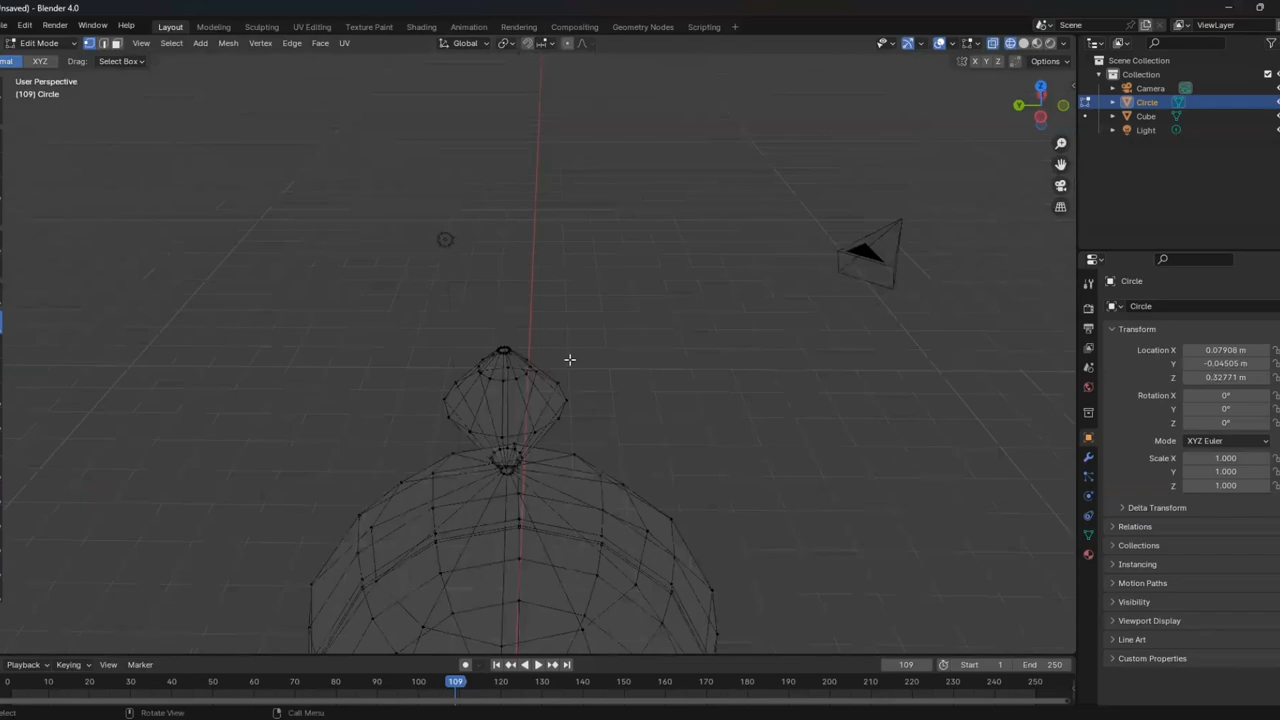 nsaved) - Blender 4.0
le Edit Render Window Help Layout Modeling Sculpting UV Editing Texture Paint Shading Animation Rendering Compositing Geometry Nodes Scripting Scene ViewLayer
Edit Mode View Select Add Mesh Vertex Edge Face UV Global
mal XYZ Drag: Select Box X Y Z Options
User Perspective
(109) Circle
Z
Y
Scene Collection
Collection
Camera
Circle
Cube
Light
Circle
Circle
Transform
Location X 0.07908 m
Y -0.04505 m
Z 0.32771 m
Rotation X 0°
Y 0°
Z 0°
Mode XYZ Euler
Scale X 1.000
Y 1.000
Z 1.000
Delta Transform
Relations
Collections
Instancing
Motion Paths
Visibility
Viewport Display
Line Art
Custom Properties
Playback Keying View Marker 109 Start 1 End 250
0 10 20 30 40 50 60 70 80 90 100 109 120 130 140 150 160 170 180 190 200 210 220 230 240 250
elect Rotate View Call Menu